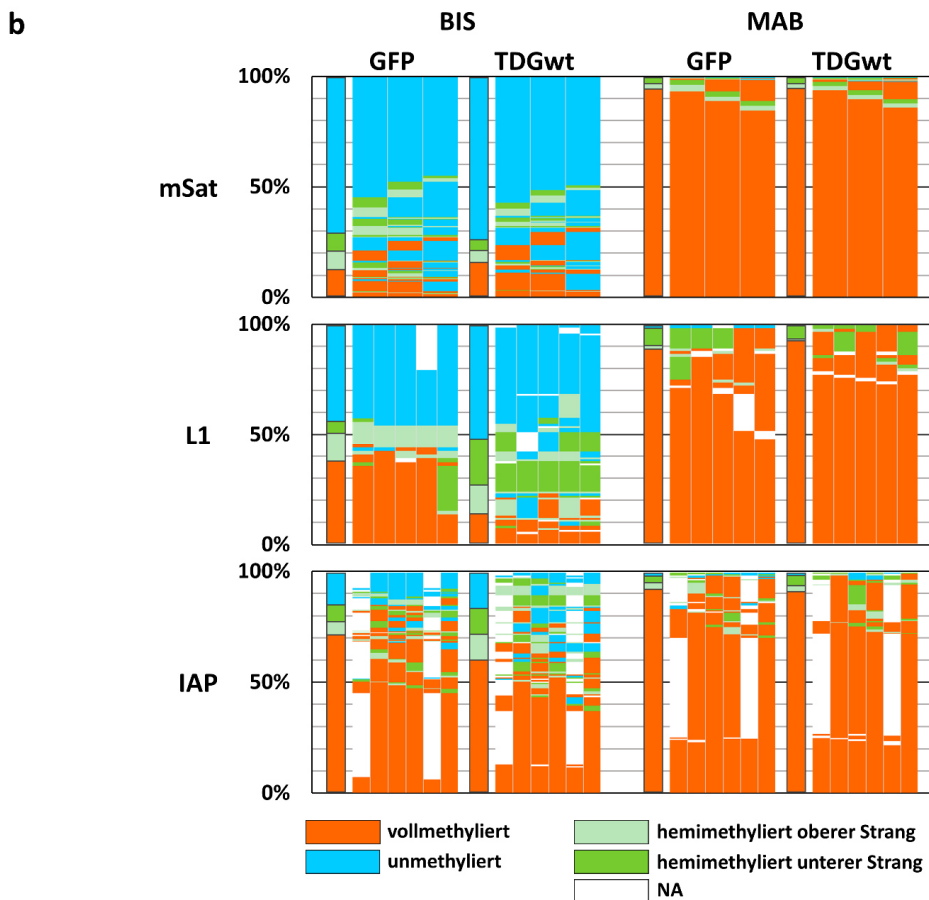 b
BIS MAB
GFP TDGwt GFP TDGwt
100%
mSat 50%
0%
100%
L1 50%
0%
100%
IAP 50%
0%
vollmethyliert hemimethyliert oberer Strang
unmethyliert hemimethyliert unterer Strang
NA